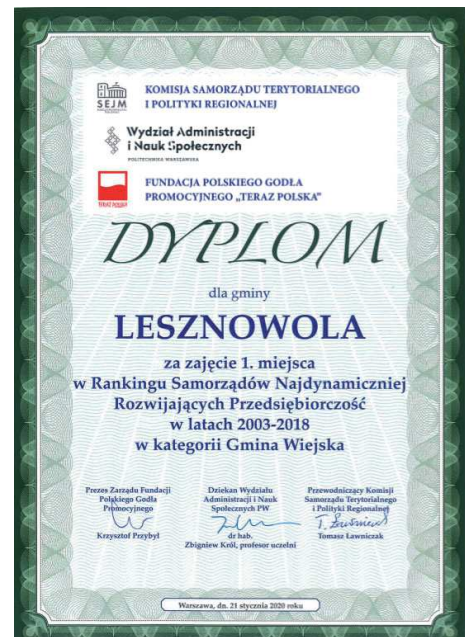 SEJM
KOMISJA SAMORZĄDU TERYTORIALNEGO
I POLITYKI REGIONALNEJ
Wydział Administracji
i Nauk Społecznych
POLITECHNIKA WARSZAWSKA
TERAZ POLSKA
FUNDACJA POLSKIEGO GODŁA
PROMOCYJNEGO „TERAZ POLSKA"
DYPLOM
dla gminy
LESZNOWOLA
za zajęcie 1. miejsca
w Rankingu Samorządów Najdynamiczniej
Rozwijających Przedsiębiorczość
w latach 2003-2018
w kategorii Gmina Wiejska
Prezes Zarządu Fundacji
Polskiego Godła
Promocyjnego
Krzysztof Przybył
Dziekan Wydziału
Administracji i Nauk
Społecznych PW
dr hab.
Zbigniew Król, profesor uczelni
Przewodniczący Komisji
Samorządu Terytorialnego
i Polityki Regionalnej
Tomasz Ławniczak
Warszawa, dn. 21 stycznia 2020 roku